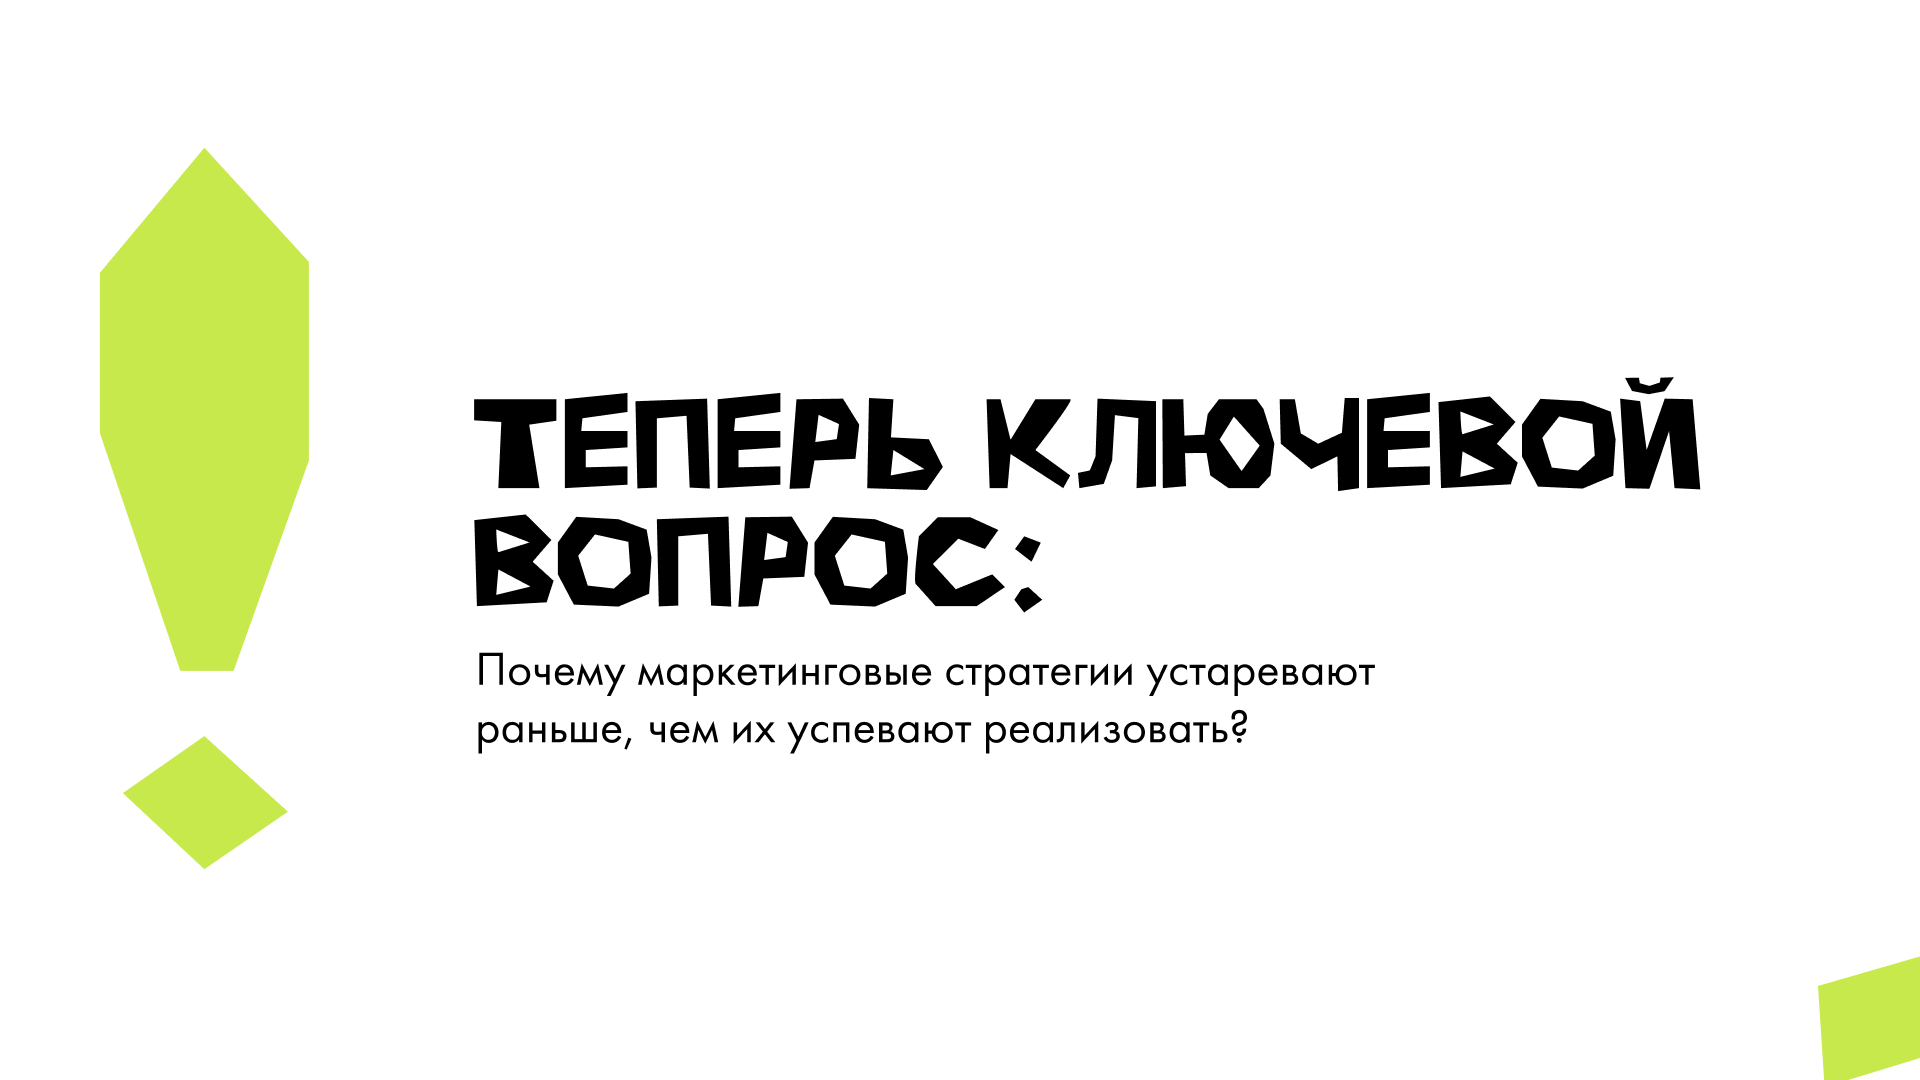 ТЕПЕРЬ КЛЮЧЕВОЙ
ВОПРОС:
Почему маркетинговые стратегии устаревают
раньше, чем их успевают реализовать?